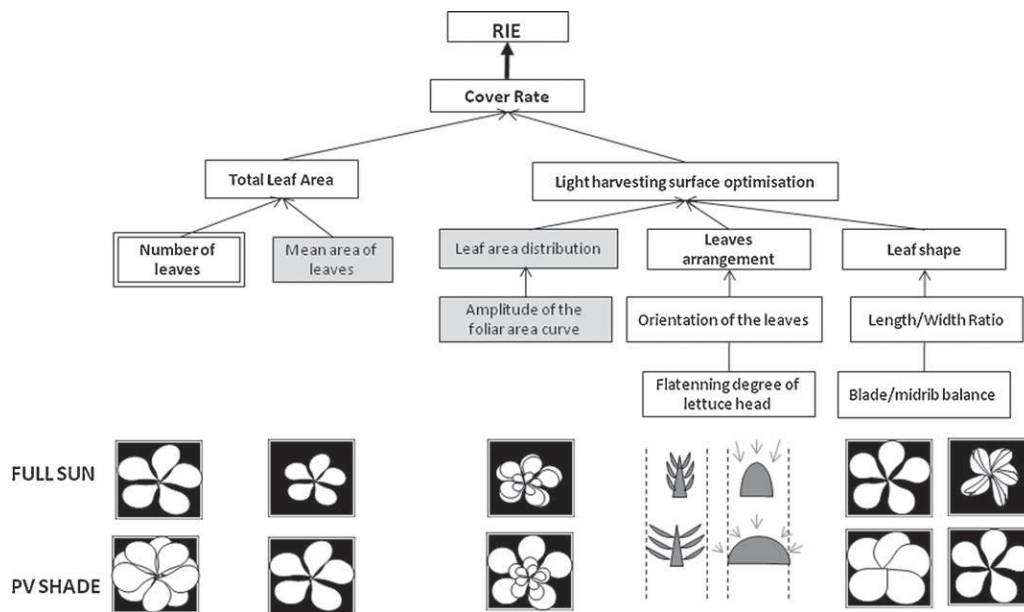 RIE
Cover Rate
Total Leaf Area
Light harvesting surface optimisation
Number of
leaves
Mean area of
leaves
Leaf area distribution
Leaves
arrangement
Leaf shape
Amplitude of the
foliar area curve
Orientation of the leaves
Length/Width Ratio
Flatenning degree of
lettuce head
Blade/midrib balance
FULL SUN
PV SHADE